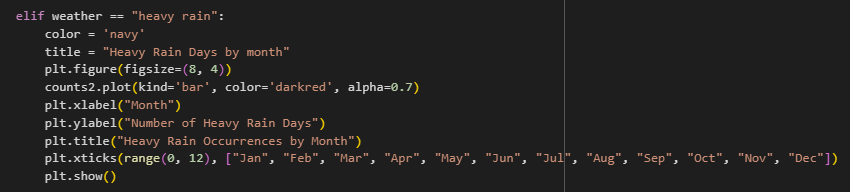 elif weather == "heavy rain":
    color = 'navy'
    title = "Heavy Rain Days by month"
    plt.figure(figsize=(8, 4))
    counts2.plot(kind='bar', color='darkred', alpha=0.7)
    plt.xlabel("Month")
    plt.ylabel("Number of Heavy Rain Days")
    plt.title("Heavy Rain Occurrences by Month")
    plt.xticks(range(0, 12), ["Jan", "Feb", "Mar", "Apr", "May", "Jun", "Jul", "Aug", "Sep", "Oct", "Nov", "Dec"])
    plt.show()